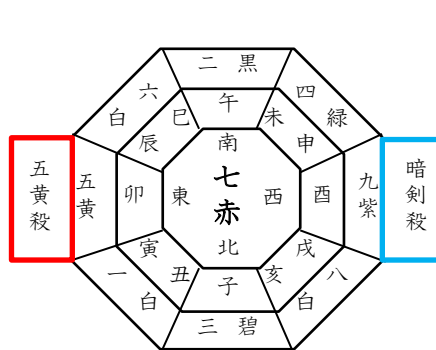 二黒
六白
四緑
巳
午
未
辰
申
南
五黄殺
五黄
卯
東
七赤
西
酉
九紫
暗剣殺
北
寅
戌
丑
子
亥
一白
三碧
八白